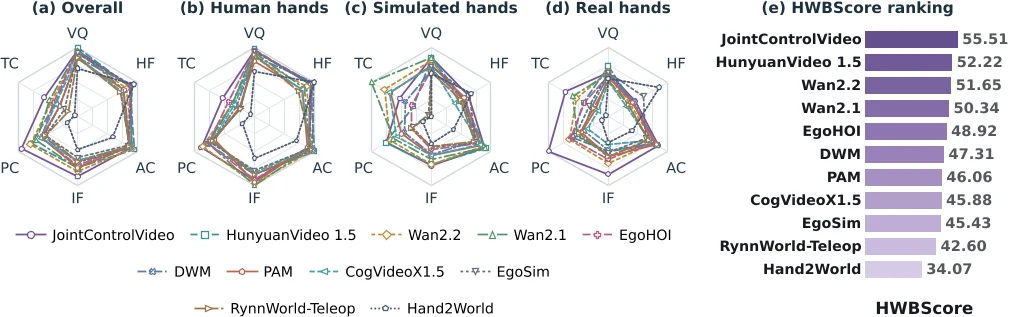 (a) Overall
VQ
HF
TC
PC
AC
IF
(b) Human hands
VQ
HF
TC
PC
AC
IF
(c) Simulated hands
VQ
HF
TC
PC
AC
IF
(d) Real hands
VQ
HF
TC
PC
AC
IF
JointControlVideo
HunyuanVideo 1.5
Wan2.2
Wan2.1
EgoHOI
DWM
PAM
CogVideoX1.5
EgoSim
RynnWorld-Teleop
Hand2World
(e) HWBScore ranking
JointControlVideo 55.51
HunyuanVideo 1.5 52.22
Wan2.2 51.65
Wan2.1 50.34
EgoHOI 48.92
DWM 47.31
PAM 46.06
CogVideoX1.5 45.88
EgoSim 45.43
RynnWorld-Teleop 42.60
Hand2World 34.07
HWBScore